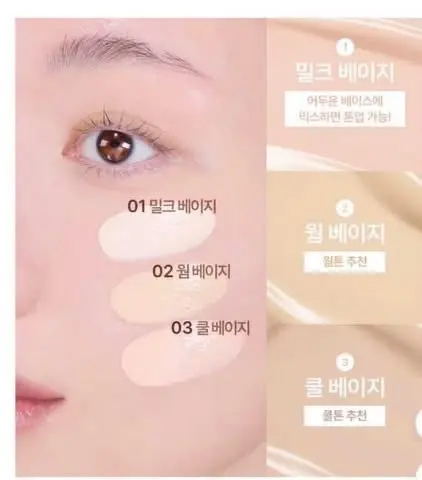 01 밀크 베이지
02 웜 베이지
03 쿨 베이지
1
밀크 베이지
어두운 베이스에
믹스하면 톤업 가능!
2
웜 베이지
웜톤 추천
3
쿨 베이지
쿨톤 추천